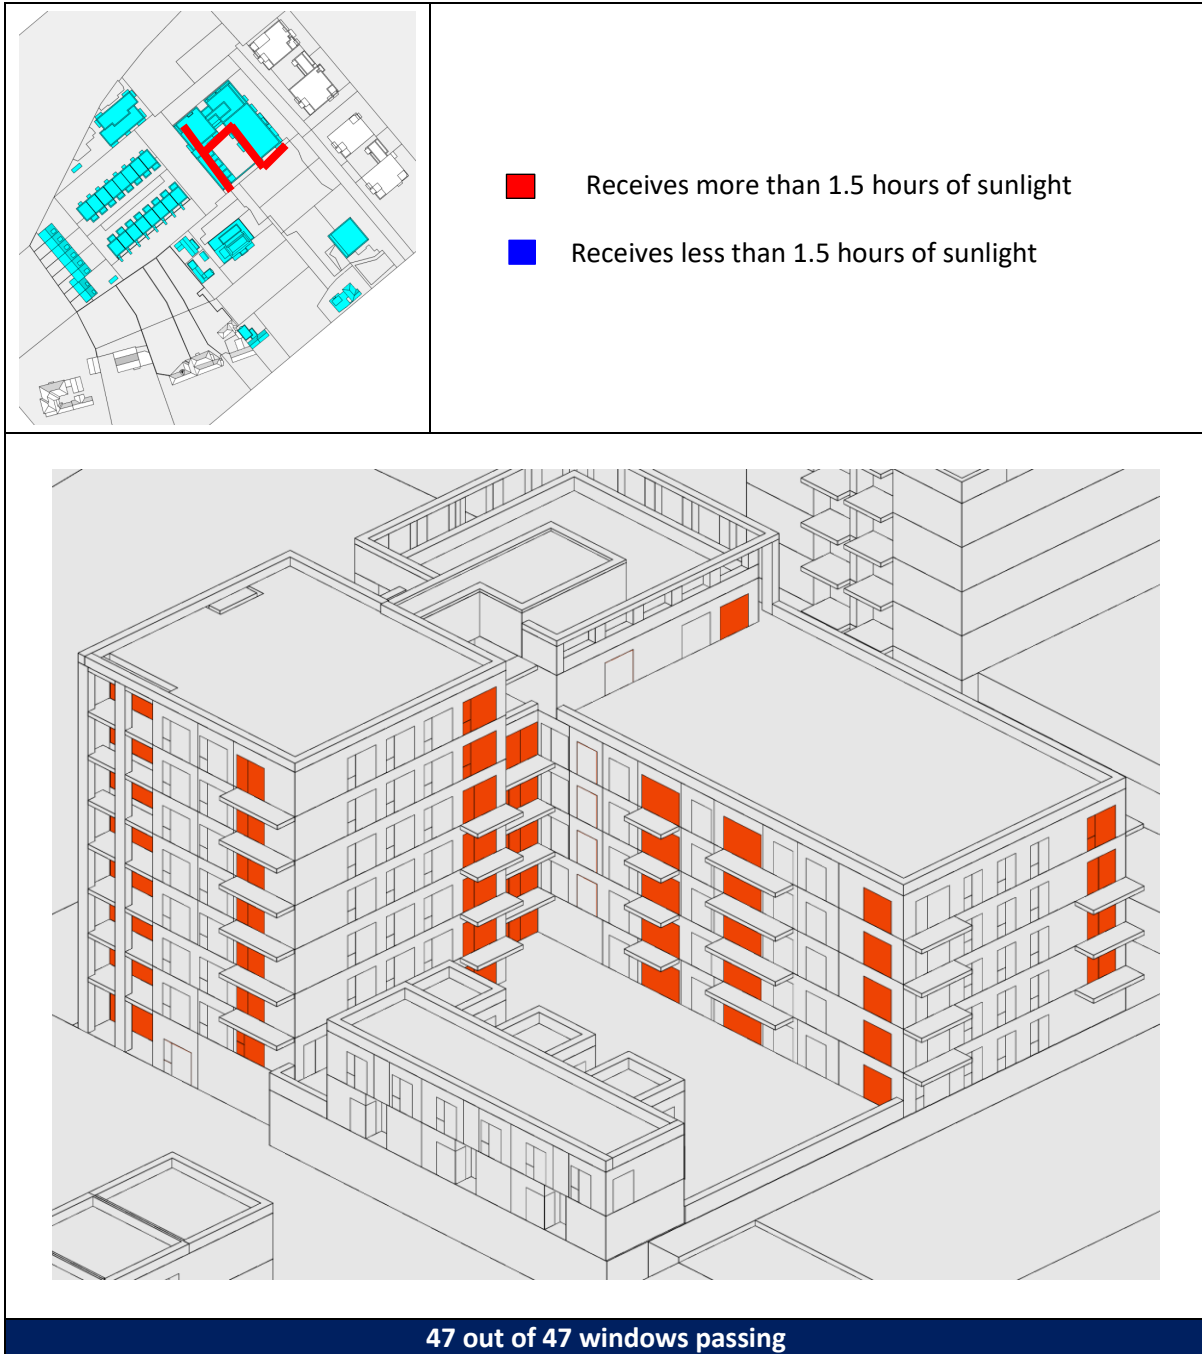 Receives more than 1.5 hours of sunlight
Receives less than 1.5 hours of sunlight
47 out of 47 windows passing